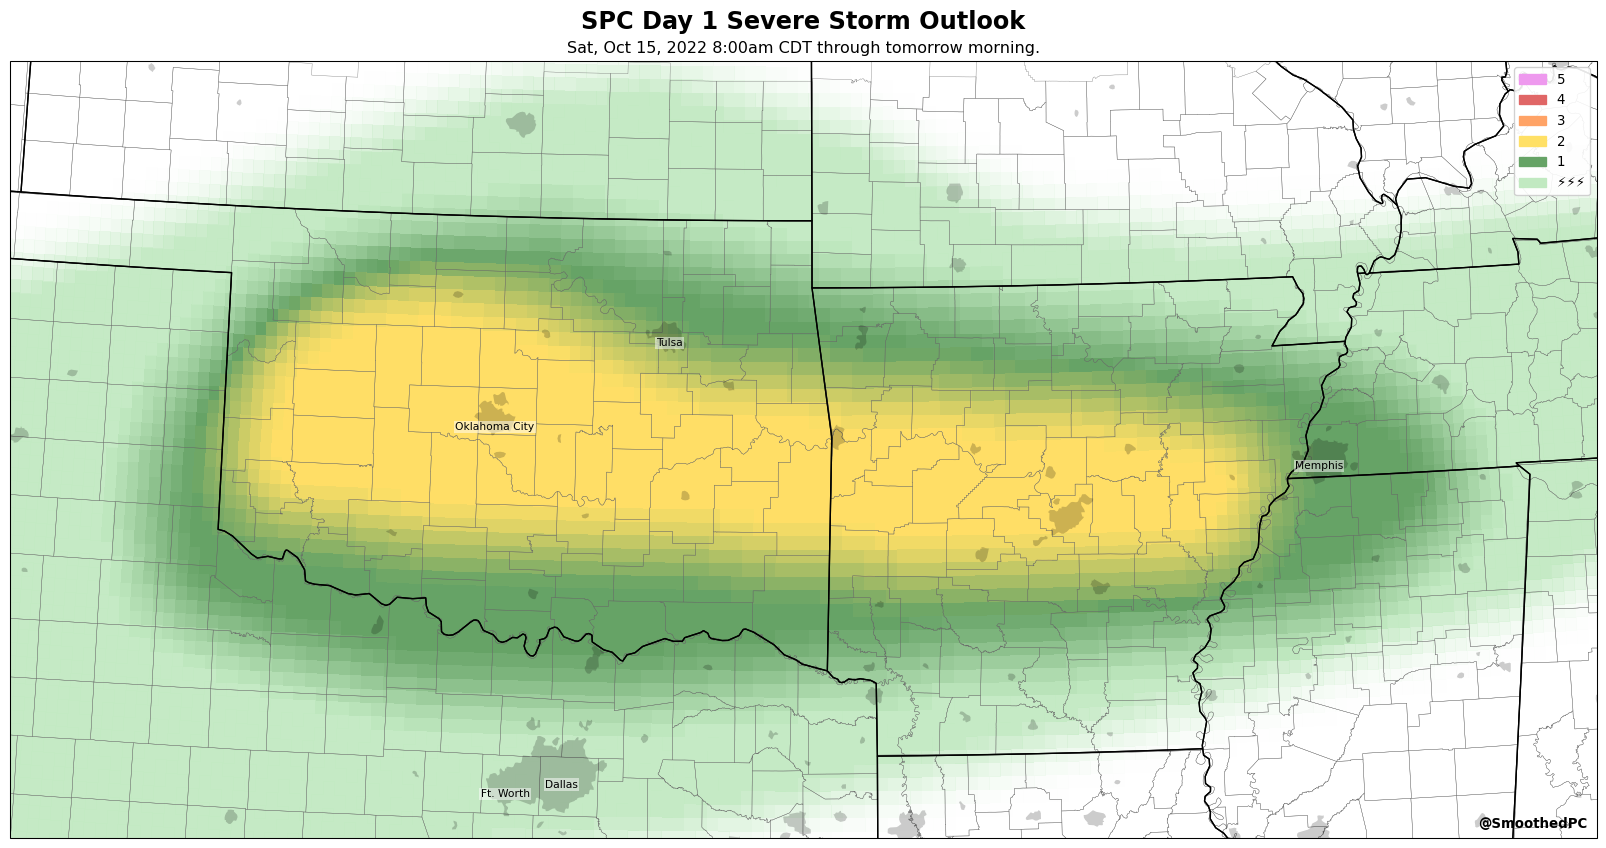 SPC Day 1 Severe Storm Outlook
Sat, Oct 15, 2022 8:00am CDT through tomorrow morning.
5
4
3
2
1
⚡⚡⚡
Tulsa
Oklahoma City
Memphis
Dallas
Ft. Worth
@SmoothedPC